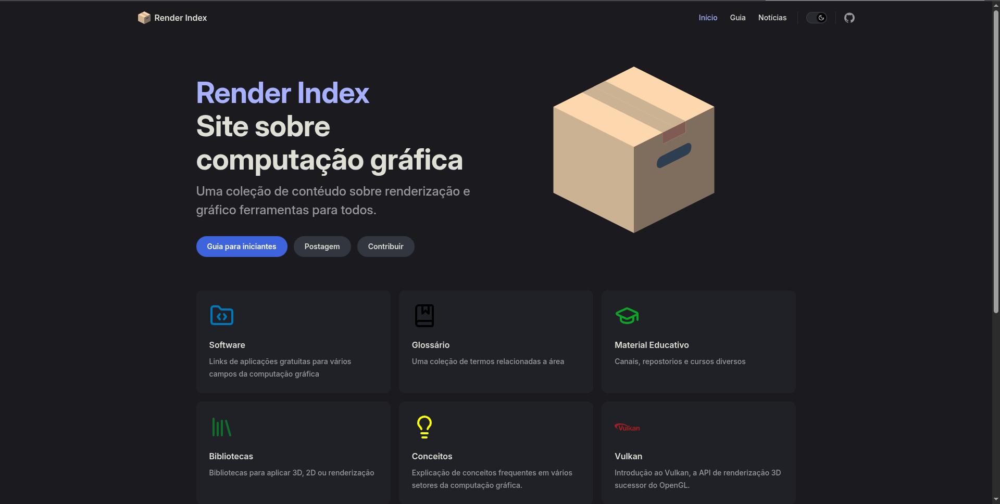 Render Index
Início
Guia
Notícias
Render Index
Site sobre
computação gráfica
Uma coleção de contéudo sobre renderização e
gráfico ferramentas para todos.
Guia para iniciantes
Postagem
Contribuir
Software
Links de aplicações gratuitas para vários
campos da computação gráfica
Glossário
Uma coleção de termos relacionadas a área
Material Educativo
Canais, repostorios e cursos diversos
Bibliotecas
Bibliotecas para aplicar 3D, 2D ou renderização
Conceitos
Explicação de conceitos frequentes em vários
setores da computação gráfica.
Vulkan
Vulkan
Introdução ao Vulkan, a API de renderização 3D
sucessor do OpenGL.